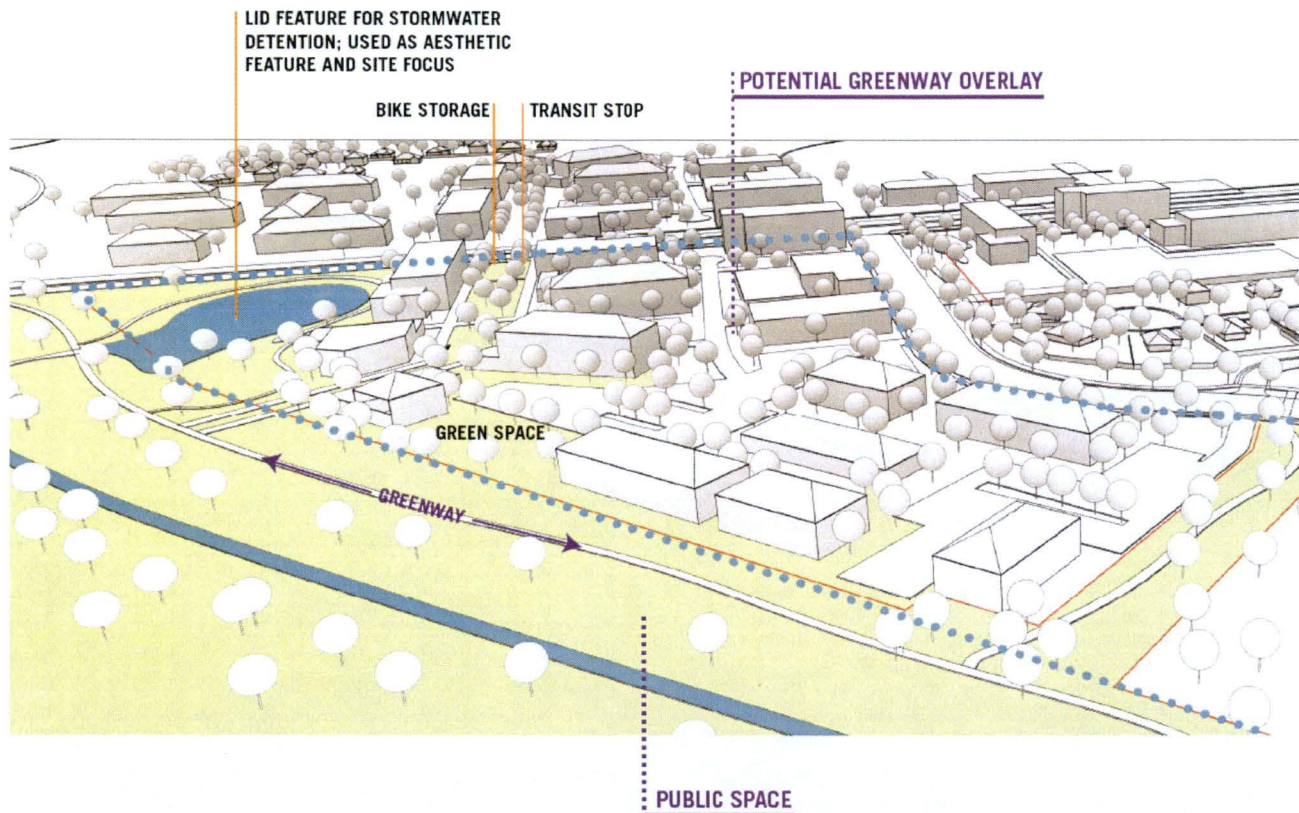 LID FEATURE FOR STORMWATER
DETENTION; USED AS AESTHETIC
FEATURE AND SITE FOCUS
POTENTIAL GREENWAY OVERLAY
BIKE STORAGE
TRANSIT STOP
GREEN SPACE
GREENWAY
PUBLIC SPACE